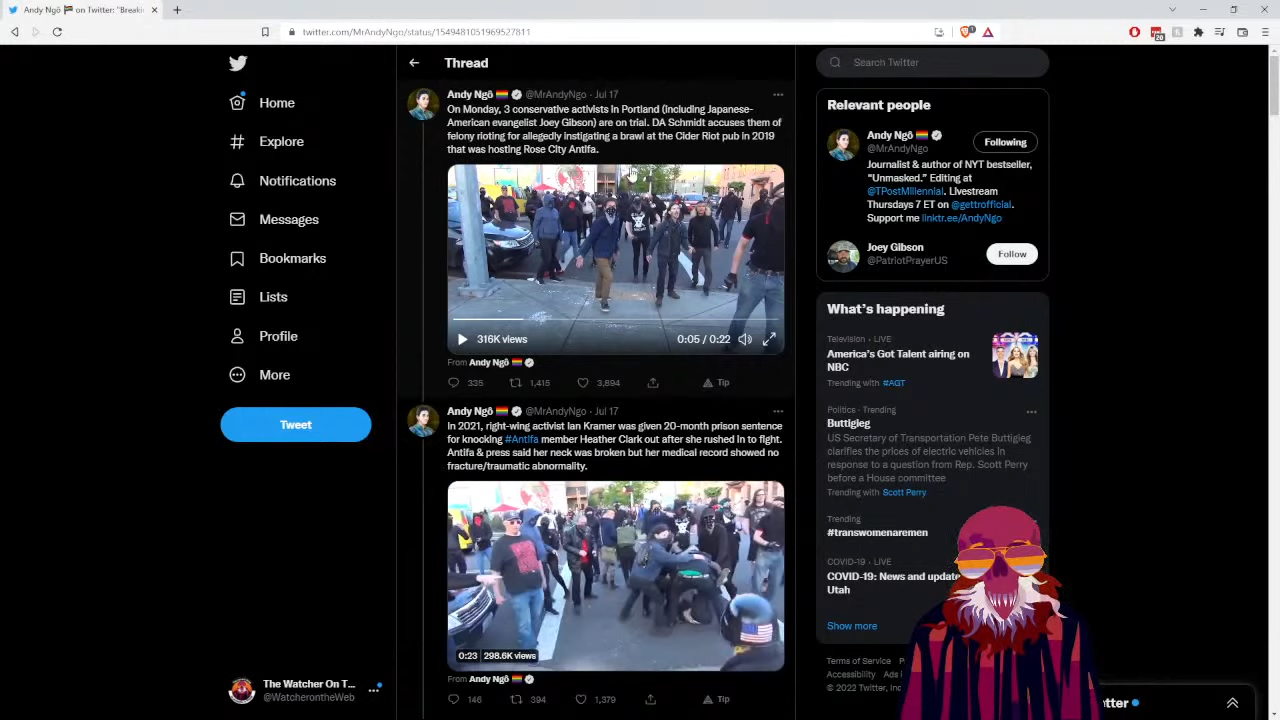 Andy Ngô 🏴 on Twitter: "Breaki
twitter.com/MrAndyNgo/status/1549481051969527811
Home
Explore
Notifications
Messages
Bookmarks
Lists
Profile
More
Tweet
The Watcher On T...
@WatcherontheWeb
Thread
Andy Ngô 🏳️‍🌈 @MrAndyNgo · Jul 17
On Monday, 3 conservative activists in Portland (including Japanese-
American evangelist Joey Gibson) are on trial. DA Schmidt accuses them of
felony rioting for allegedly instigating a brawl at the Cider Riot pub in 2019
that was hosting Rose City Antifa.
316K views
0:05 / 0:22
From Andy Ngô 🏳️‍🌈
335
1,415
3,894
Tip
Andy Ngô 🏳️‍🌈 @MrAndyNgo · Jul 17
In 2021, right-wing activist Ian Kramer was given 20-month prison sentence
for knocking #Antifa member Heather Clark out after she rushed in to fight.
Antifa & press said her neck was broken but her medical record showed no
fracture/traumatic abnormality.
0:23 298.6K views
From Andy Ngô 🏳️‍🌈
146
394
1,379
Tip
Search Twitter
Relevant people
Andy Ngô 🏳️‍🌈
@MrAndyNgo
Following
Journalist & author of NYT bestseller,
"Unmasked." Editing at
@TPostMillennial. Livestream
Thursdays 7 ET on @gettrofficial.
Support me linktr.ee/AndyNgo
Joey Gibson
@PatriotPrayerUS
Follow
What's happening
Television · LIVE
America's Got Talent airing on
NBC
Trending with #AGT
Politics · Trending
Buttigieg
US Secretary of Transportation Pete Buttigieg
clarifies the prices of electric vehicles in
response to a question from Rep. Scott Perry
before a House committee
Trending with Scott Perry
Trending
#transwomenaremen
COVID-19 · LIVE
COVID-19: News and update
Utah
Show more
Terms of Service P
Accessibility Ads i
© 2022 Twitter, Inc
tter